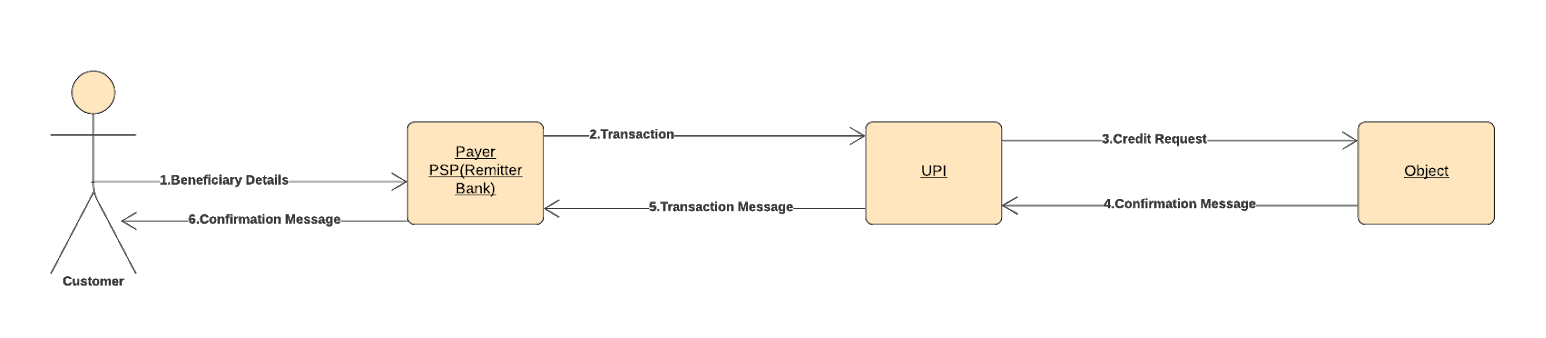 Payer
PSP(Remitter
Bank)
UPI
Object
2.Transaction
3.Credit Request
1.Beneficiary Details
5.Transaction Message
4.Confirmation Message
6.Confirmation Message
Customer